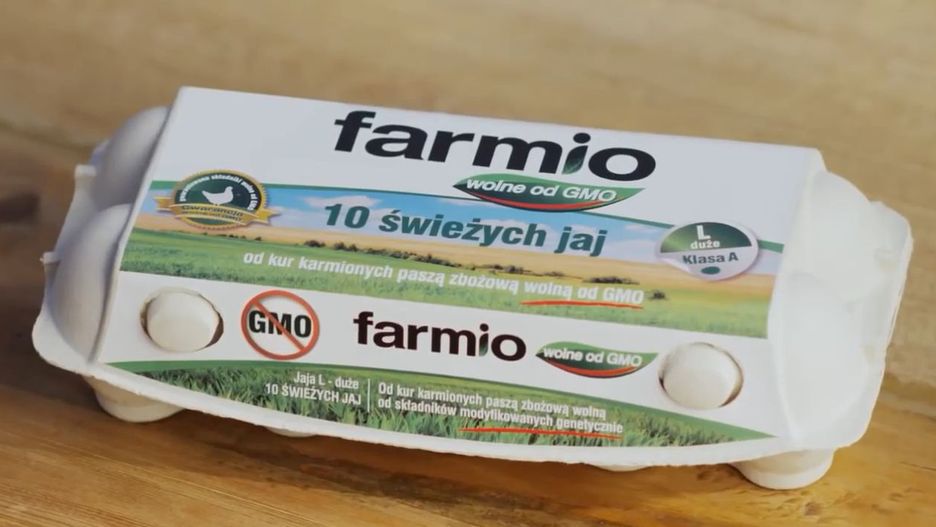 farmio
wolne od GMO
Gwarancja
10 świeżych jaj
L
duże
Klasa A
od kur karmionych paszą zbożową wolną od GMO
GMO
farmio
wolne od GMO
Jaja L - duże
10 ŚWIEŻYCH JAJ
Od kur karmionych paszą zbożową wolną
od składników modyfikowanych genetycznie